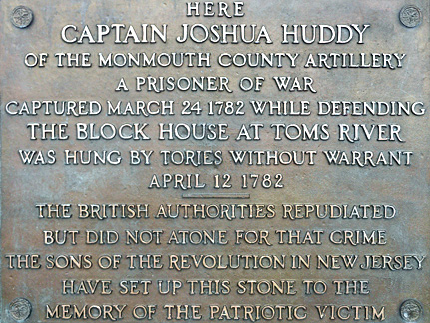 HERE
CAPTAIN JOSHUA HUDDY
OF THE MONMOUTH COUNTY ARTILLERY
A PRISONER OF WAR
CAPTURED MARCH 24 1782 WHILE DEFENDING
THE BLOCK HOUSE AT TOMS RIVER
WAS HUNG BY TORIES WITHOUT WARRANT
APRIL 12 1782
THE BRITISH AUTHORITIES REPUDIATED
BUT DID NOT ATONE FOR THAT CRIME
THE SONS OF THE REVOLUTION IN NEW JERSEY
HAVE SET UP THIS STONE TO THE
MEMORY OF THE PATRIOTIC VICTIM